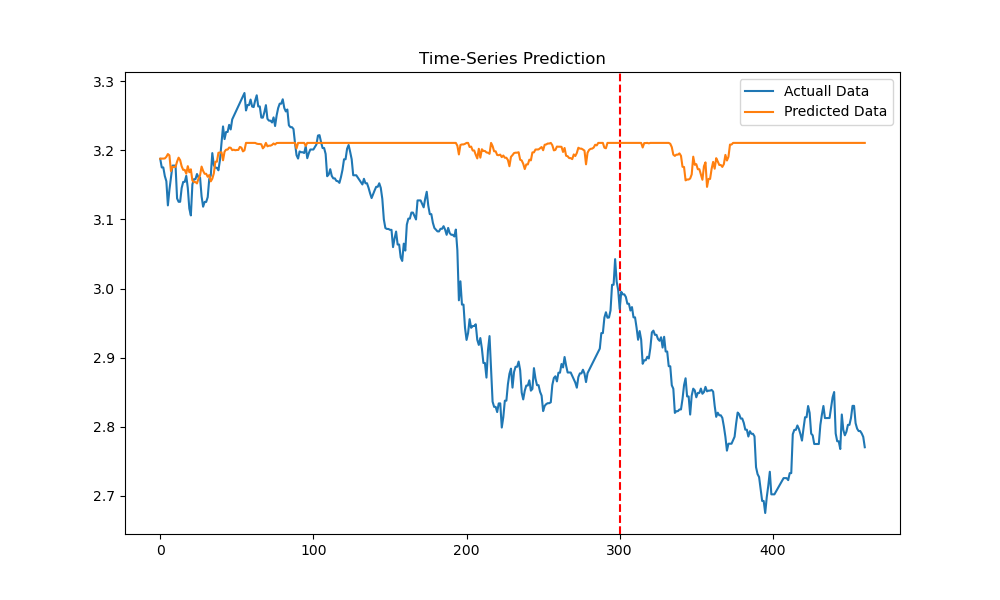 Time-Series Prediction
Actuall Data
Predicted Data
3.3
3.2
3.1
3.0
2.9
2.8
2.7
0 100 200 300 400